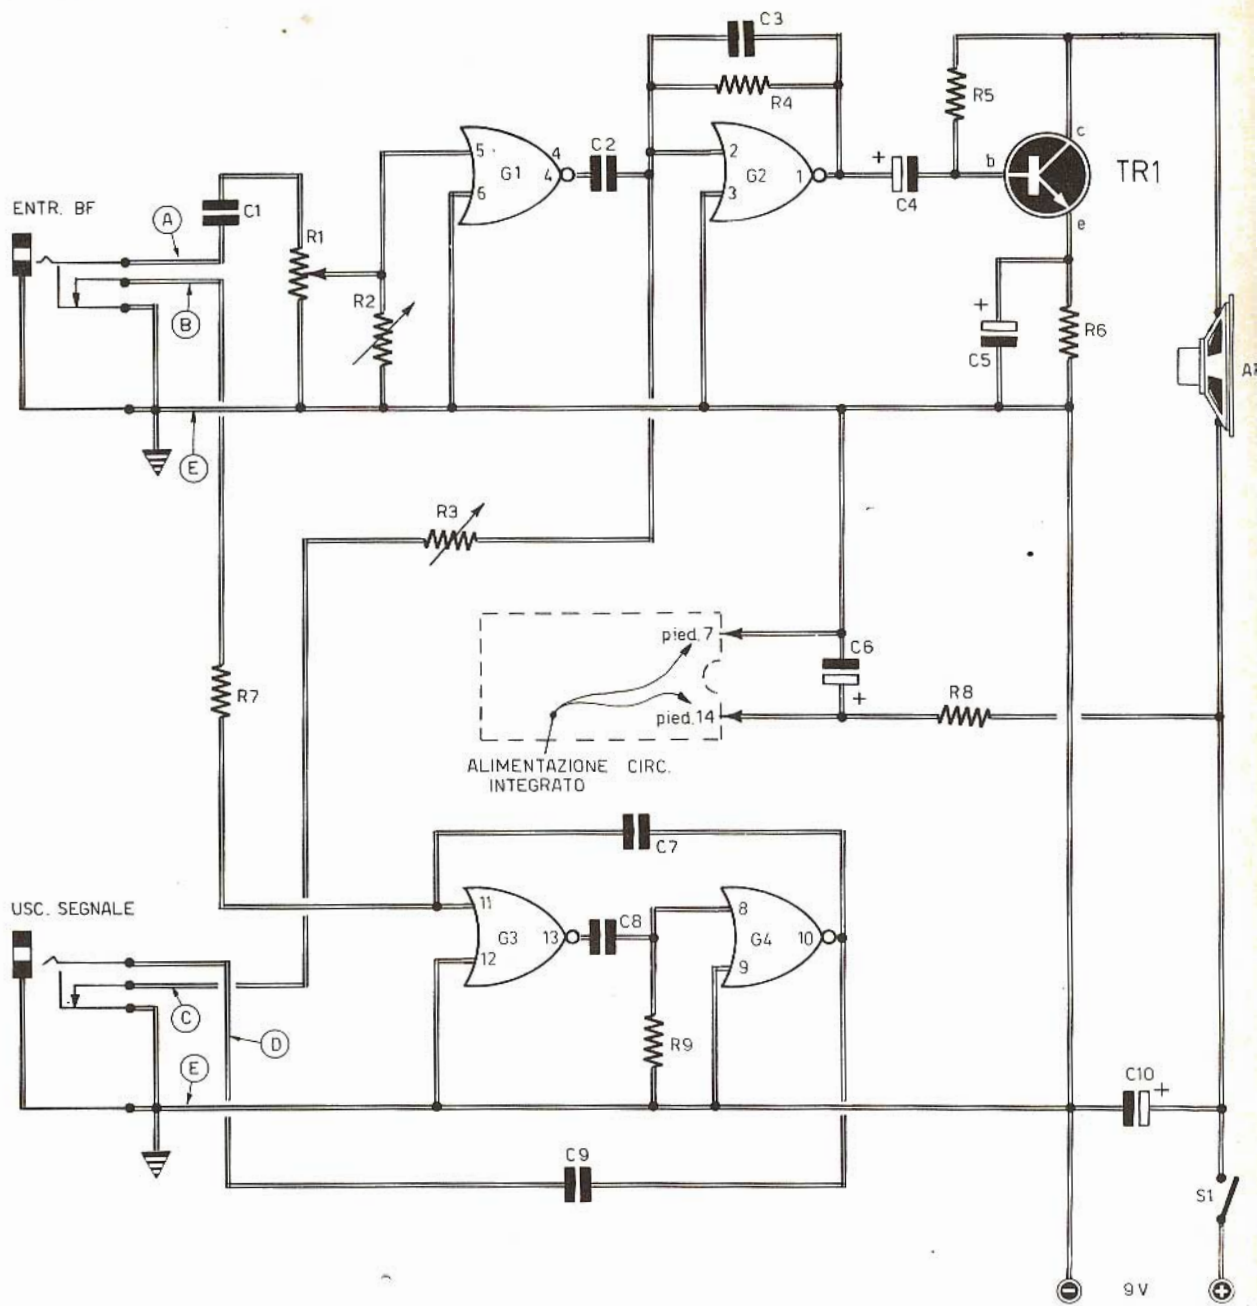 C3
R4
R5
c
b
TR1
e
C4
+
C2
5
6
4
4
G1
2
3
1
G2
ENTR. BF
A
B
C1
R1
R2
E
+
C5
R6
R3
pied.7
pied.14
C6
+
R8
ALIMENTAZIONE CIRC.
INTEGRATO
R7
C7
USC. SEGNALE
11
12
13
G3
C8
8
9
10
G4
C
D
E
R9
C10
+
C9
S1
9V